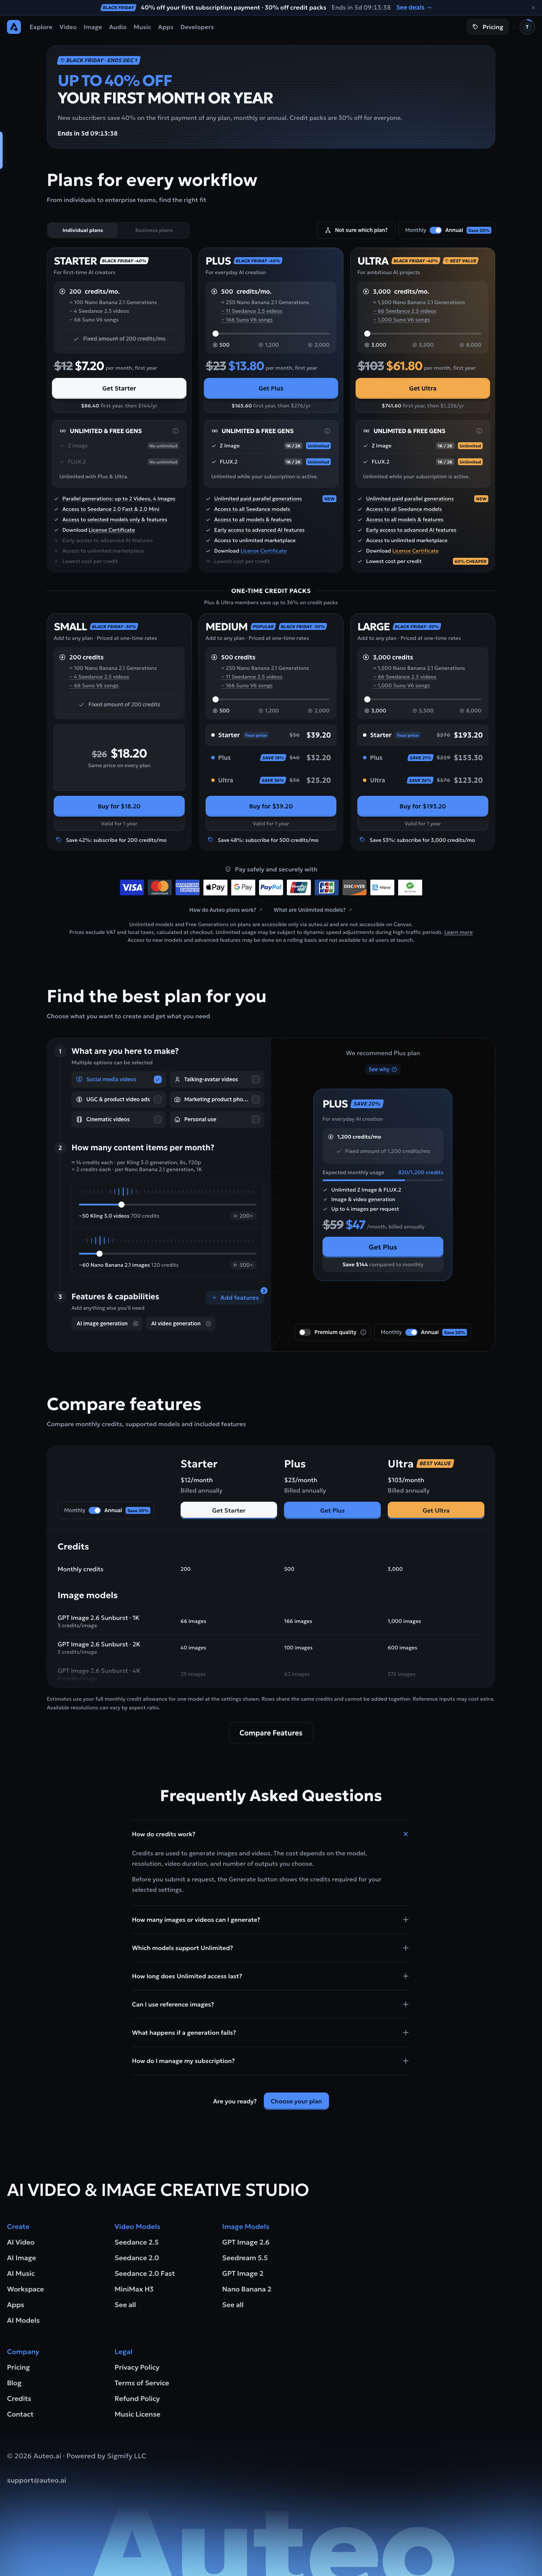 BLACK FRIDAY 40% off your first subscription payment · 30% off credit packs Ends in 5d 09:13:38 See deals →
Explore Video Image Audio Music Apps Developers Pricing T
BLACK FRIDAY · ENDS DEC 1
UP TO 40% OFF
YOUR FIRST MONTH OR YEAR
New subscribers save 40% on the first payment of any plan, monthly or annual. Credit packs are 30% off for everyone.
Ends in 5d 09:13:38
Plans for every workflow
From individuals to enterprise teams, find the right fit
Individual plans Business plans Not sure which plan? Monthly Annual Save 20%
STARTER BLACK FRIDAY -40%
For first-time AI creators
200 credits/mo.
≈ 100 Nano Banana 2.1 Generations
~ 4 Seedance 2.5 videos
~ 66 Suno V6 songs
Fixed amount of 200 credits/mo
$12 $7.20 per month, first year
Get Starter
$86.40 first year, then $144/yr
UNLIMITED & FREE GENS
Z Image No unlimited
FLUX.2 No unlimited
Unlimited with Plus & Ultra.
Parallel generations: up to 2 Videos, 4 Images
Access to Seedance 2.0 Fast & 2.0 Mini
Access to selected models only & features
Download License Certificate
Early access to advanced AI features
Access to unlimited marketplace
Lowest cost per credit
PLUS BLACK FRIDAY -40%
For everyday AI creation
500 credits/mo.
≈ 250 Nano Banana 2.1 Generations
~ 11 Seedance 2.5 videos
~ 166 Suno V6 songs
500 1,200 2,000
$23 $13.80 per month, first year
Get Plus
$165.60 first year, then $276/yr
UNLIMITED & FREE GENS
Z Image 1K / 2K Unlimited
FLUX.2 1K / 2K Unlimited
Unlimited while your subscription is active.
Unlimited paid parallel generations NEW
Access to all Seedance models
Access to all models & features
Early access to advanced AI features
Access to unlimited marketplace
Download License Certificate
Lowest cost per credit
ULTRA BLACK FRIDAY -40% BEST VALUE
For ambitious AI projects
3,000 credits/mo.
≈ 1,500 Nano Banana 2.1 Generations
~ 66 Seedance 2.5 videos
~ 1,000 Suno V6 songs
3,000 5,500 8,000
$103 $61.80 per month, first year
Get Ultra
$741.60 first year, then $1,236/yr
UNLIMITED & FREE GENS
Z Image 1K / 2K Unlimited
FLUX.2 1K / 2K Unlimited
Unlimited while your subscription is active.
Unlimited paid parallel generations NEW
Access to all Seedance models
Access to all models & features
Early access to advanced AI features
Access to unlimited marketplace
Download License Certificate
Lowest cost per credit 60% CHEAPER
ONE-TIME CREDIT PACKS
Plus & Ultra members save up to 36% on credit packs
SMALL BLACK FRIDAY -30%
Add to any plan · Priced at one-time rates
200 credits
≈ 100 Nano Banana 2.1 Generations
~ 4 Seedance 2.5 videos
~ 66 Suno V6 songs
Fixed amount of 200 credits
$26 $18.20
Same price on every plan
Buy for $18.20
Valid for 1 year
Save 42%: subscribe for 200 credits/mo
MEDIUM POPULAR BLACK FRIDAY -30%
Add to any plan · Priced at one-time rates
500 credits
≈ 250 Nano Banana 2.1 Generations
~ 11 Seedance 2.5 videos
~ 166 Suno V6 songs
500 1,200 2,000
Starter Your price $56 $39.20
Plus SAVE 18% $46 $32.20
Ultra SAVE 36% $36 $25.20
Buy for $39.20
Valid for 1 year
Save 48%: subscribe for 500 credits/mo
LARGE BLACK FRIDAY -30%
Add to any plan · Priced at one-time rates
3,000 credits
≈ 1,500 Nano Banana 2.1 Generations
~ 66 Seedance 2.5 videos
~ 1,000 Suno V6 songs
3,000 5,500 8,000
Starter Your price $276 $193.20
Plus SAVE 21% $219 $153.30
Ultra SAVE 36% $176 $123.20
Buy for $193.20
Valid for 1 year
Save 53%: subscribe for 3,000 credits/mo
Pay safely and securely with
VISA mastercard AMERICAN EXPRESS Apple Pay G Pay PayPal UnionPay JCB DISCOVER Alipay
How do Auteo plans work? ↗ What are Unlimited models? ↗
Unlimited models and Free Generations on plans are accessible only via auteo.ai and are not accessible on Canvas.
Prices exclude VAT and local taxes, calculated at checkout. Unlimited usage may be subject to dynamic speed adjustments during high-traffic periods. Learn more
Access to new models and advanced features may be done on a rolling basis and not available to all users at launch.
Find the best plan for you
Choose what you want to create and get what you need
1 What are you here to make?
Multiple options can be selected
Social media videos Talking-avatar videos
UGC & product video ads Marketing product pho...
Cinematic videos Personal use
2 How many content items per month?
≈ 14 credits each · per Kling 3.0 generation, 8s, 720p
≈ 2 credits each · per Nano Banana 2.1 generation, 1K
~50 Kling 3.0 videos 700 credits 200+
~60 Nano Banana 2.1 images 120 credits 500+
3 Features & capabilities + Add features 2
Add anything else you'll need
AI image generation AI video generation
We recommend Plus plan
See why
PLUS SAVE 20%
For everyday AI creation
1,200 credits/mo
Fixed amount of 1,200 credits/mo
Expected monthly usage 820/1,200 credits
Unlimited Z Image & FLUX.2
Image & video generation
Up to 4 images per request
$59 $47 /month, billed annually
Get Plus
Save $144 compared to monthly
Premium quality Monthly Annual Save 20%
Compare features
Compare monthly credits, supported models and included features
Starter Plus Ultra BEST VALUE
$12/month $23/month $103/month
Billed annually Billed annually Billed annually
Monthly Annual Save 20% Get Starter Get Plus Get Ultra
Credits
Monthly credits 200 500 3,000
Image models
GPT Image 2.6 Sunburst · 1K 66 images 166 images 1,000 images
3 credits/image
GPT Image 2.6 Sunburst · 2K 40 images 100 images 600 images
5 credits/image
GPT Image 2.6 Sunburst · 4K 25 images 62 images 375 images
Estimates use your full monthly credit allowance for one model at the settings shown. Rows share the same credits and cannot be added together. Reference inputs may cost extra.
Available resolutions can vary by aspect ratio.
Compare Features
Frequently Asked Questions
How do credits work?
Credits are used to generate images and videos. The cost depends on the model,
resolution, video duration, and number of outputs you choose.
Before you submit a request, the Generate button shows the credits required for your
selected settings.
How many images or videos can I generate?
Which models support Unlimited?
How long does Unlimited access last?
Can I use reference images?
What happens if a generation fails?
How do I manage my subscription?
Are you ready? Choose your plan
AI VIDEO & IMAGE CREATIVE STUDIO
Create Video Models Image Models
AI Video Seedance 2.5 GPT Image 2.6
AI Image Seedance 2.0 Seedream 5.5
AI Music Seedance 2.0 Fast GPT Image 2
Workspace MiniMax H3 Nano Banana 2
Apps See all See all
AI Models
Company Legal
Pricing Privacy Policy
Blog Terms of Service
Credits Refund Policy
Contact Music License
© 2026 Auteo.ai · Powered by Sigmify LLC
support@auteo.ai
Auteo